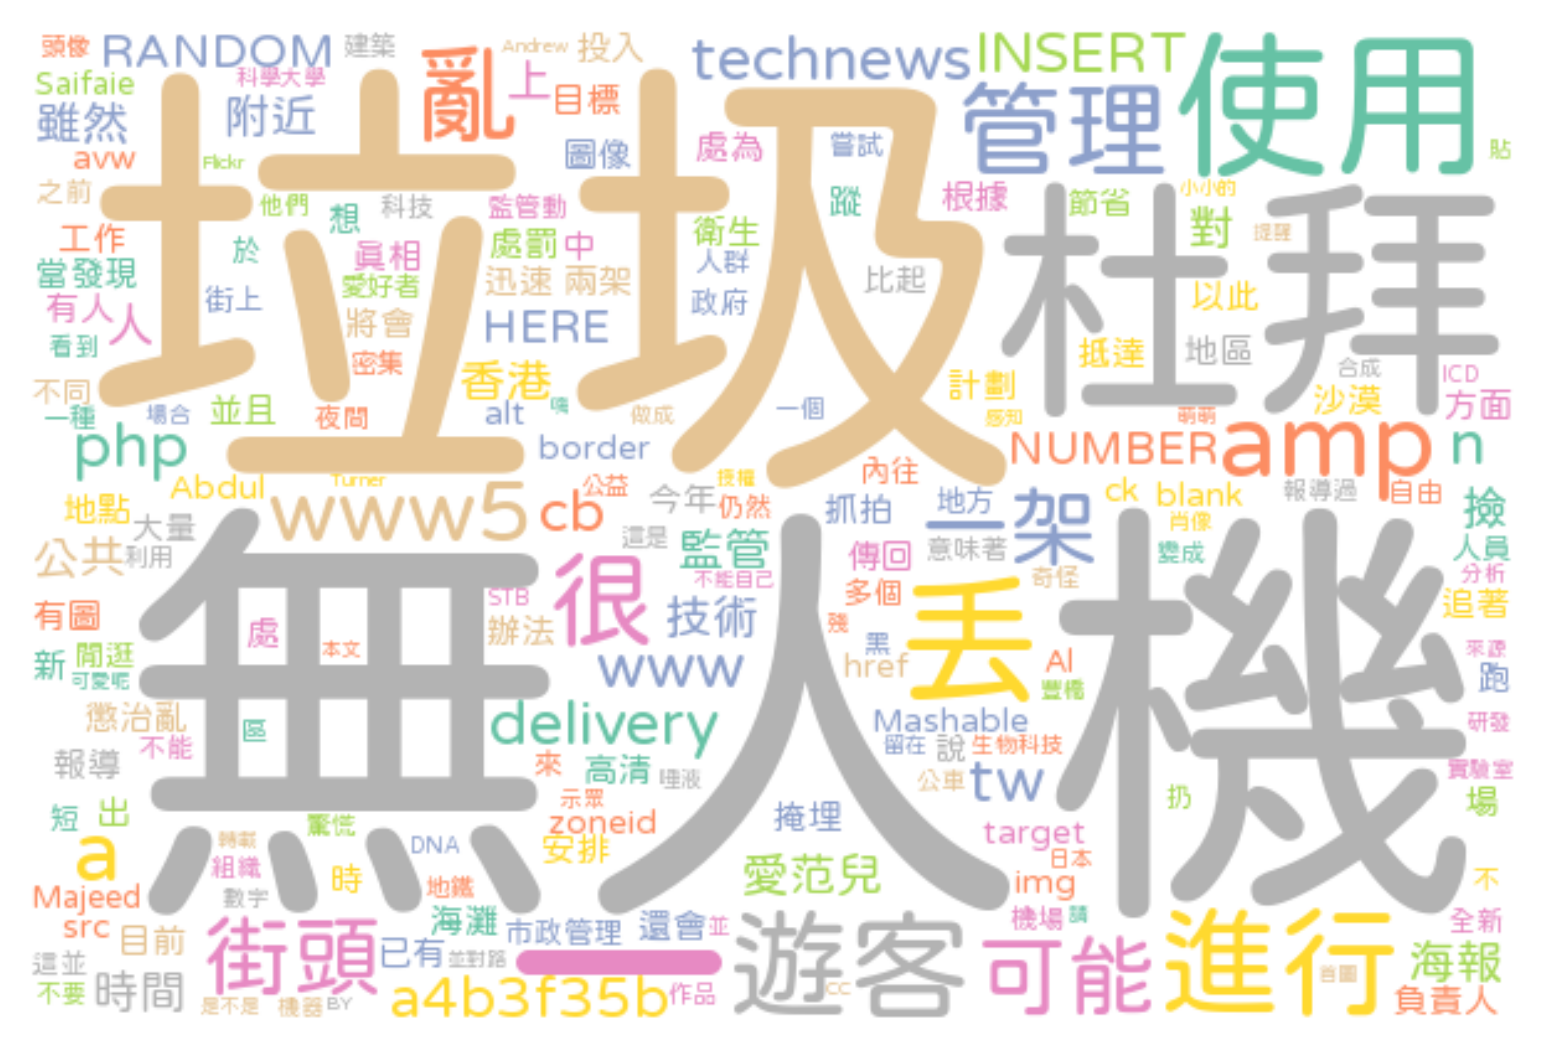 頭像 RANDOM 建築 亂 Andrew 投入 technews INSERT 使用
Saifaie 科學大學 上 目標 管理
雖然 附近 圖像 處為 嘗試 貼
avw Flickr 垃圾 杜拜
之前 他們 想 科技 監管動 蹤 根據 節省 小小的
工作 於 真相 處罰 中 衛生 對 提醒
當發現 愛好者 迅速 兩架 人群 比起
有人 人 街上 將會 HERE 政府 以此
看到 密集 香港 抵達 地區 合成 ICD
不同 計劃 沙漠 方面
一種 場合 並且 夜間 alt 嗨 做成 一個 感知 萌萌
php border NUMBER amp n
Abdul Turner 公益 授權 內往
地點 www5 cb 今年 仍然 抓拍 地方 ck blank 報導過 自由
大量 一架 肖像 撿
公共 利用 很 這是 監管 傳回 意味著 變成 人員
不能自己 奇怪 分析
有圖 處 STB 技術 多個 丟 追著
本文 辦法 殘 黑
新 閒逛 無人機 www href Al 來源
可愛呢 豐橋 跑
懲治亂 區 delivery Mashable 研發
不能 留在 說 生物科技
報導 來 高清 唾液 公車 tw 實驗室
示眾 扔 場
短 出 驚慌 zoneid 掩埋 target
a 轉載 DNA 安排 日本
組織 時 愛范兒 img 不
Majeed 數字 地鐵
src 目前 街頭 海灘 市政管理 還會 並 遊客 機場 請 進行 全新
這並 已有 並對路 一 可能 首圖 海報
不要 時間 是不是 機器 BY a4b3f35b 作品 CC 負責人